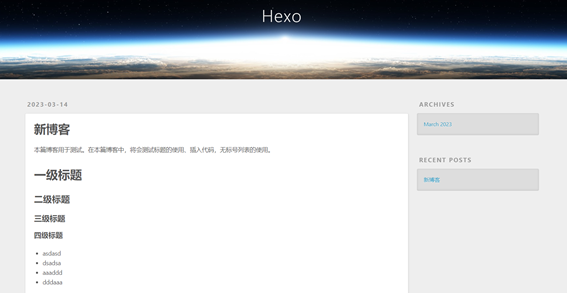 Hexo
2023-03-14
新博客
本篇博客用于测试。在本篇博客中，将会测试标题的使用，插入代码，无标号列表的使用。
一级标题
二级标题
三级标题
四级标题
asdasd
dsadsa
aaaddd
dddaaa
ARCHIVES
March 2023
RECENT POSTS
新博客